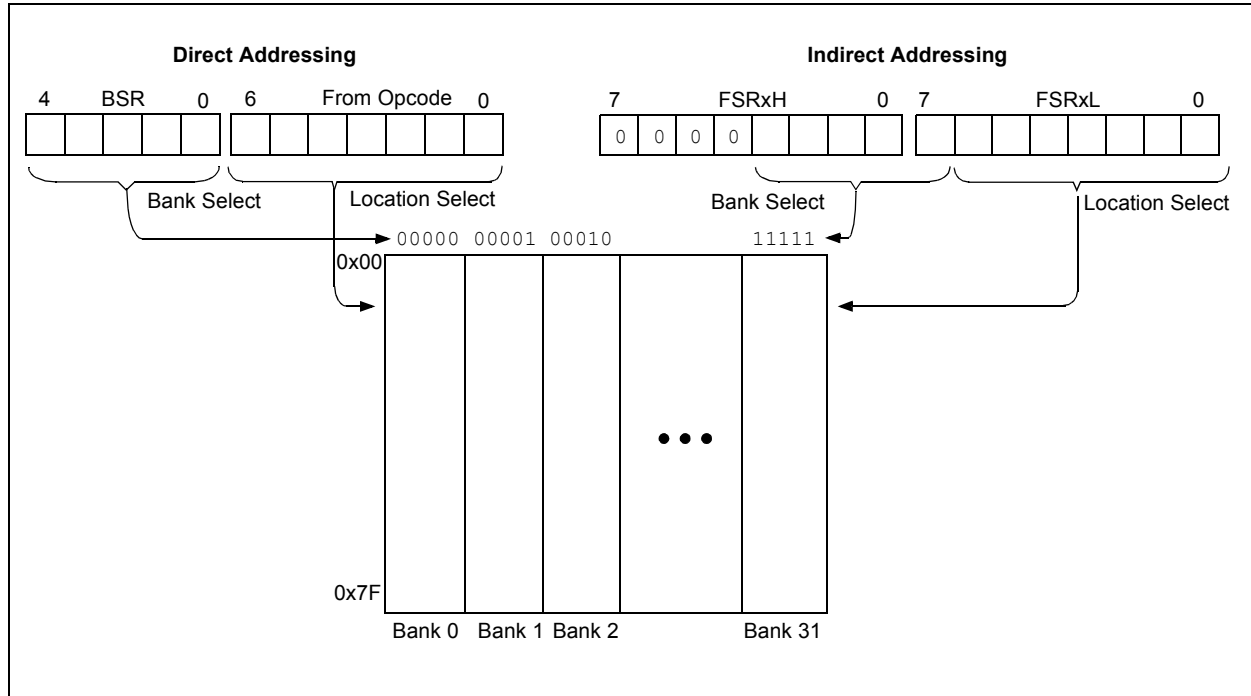 Direct Addressing
Indirect Addressing
4 BSR 0 6 From Opcode 0
7 FSRxH 0 7 FSRxL 0
0 0 0 0
Bank Select
Location Select
Bank Select
Location Select
00000 00001 00010 11111
0x00
0x7F
Bank 0 Bank 1 Bank 2 Bank 31